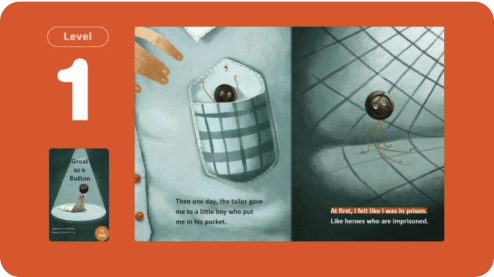 Level
1
Great
as a
Button
Then one day, the tailor gave
me to a little boy who put
me in his pocket.
At first, I felt like I was in prison.
Like heroes who are imprisoned.